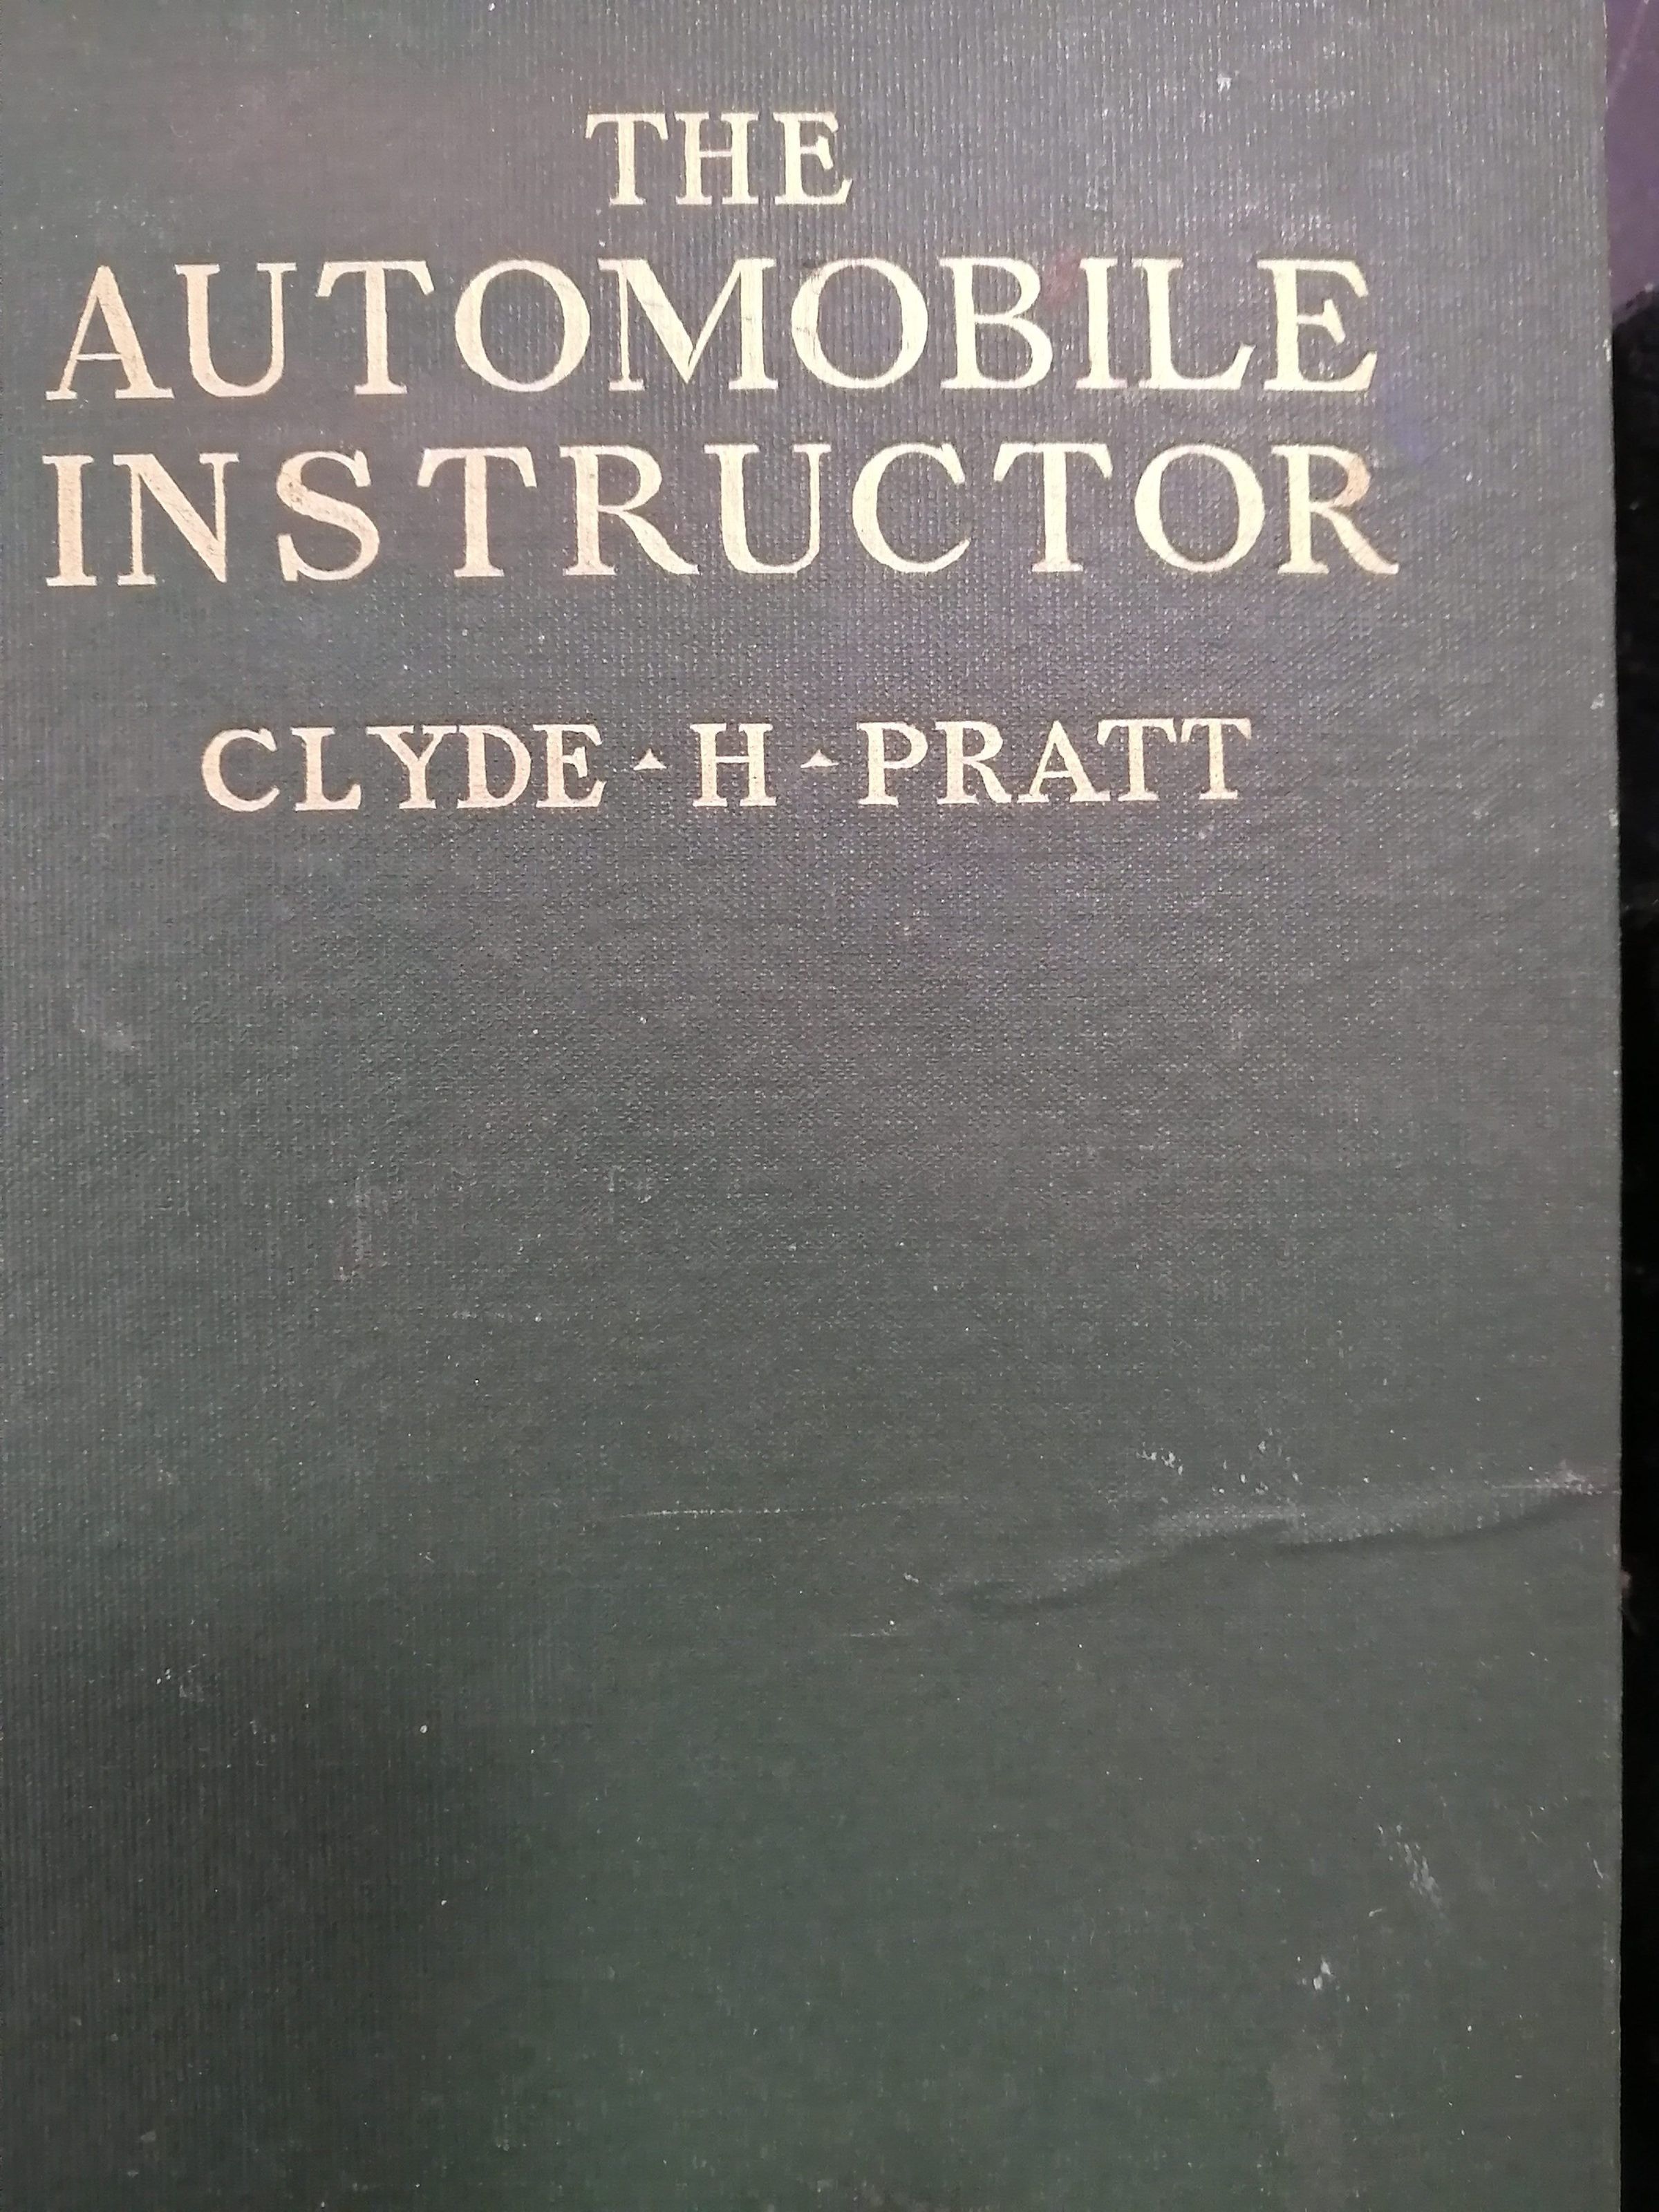 THE
AUTOMOBILE
INSTRUCTOR
CLYDE ▴ H ▴ PRATT